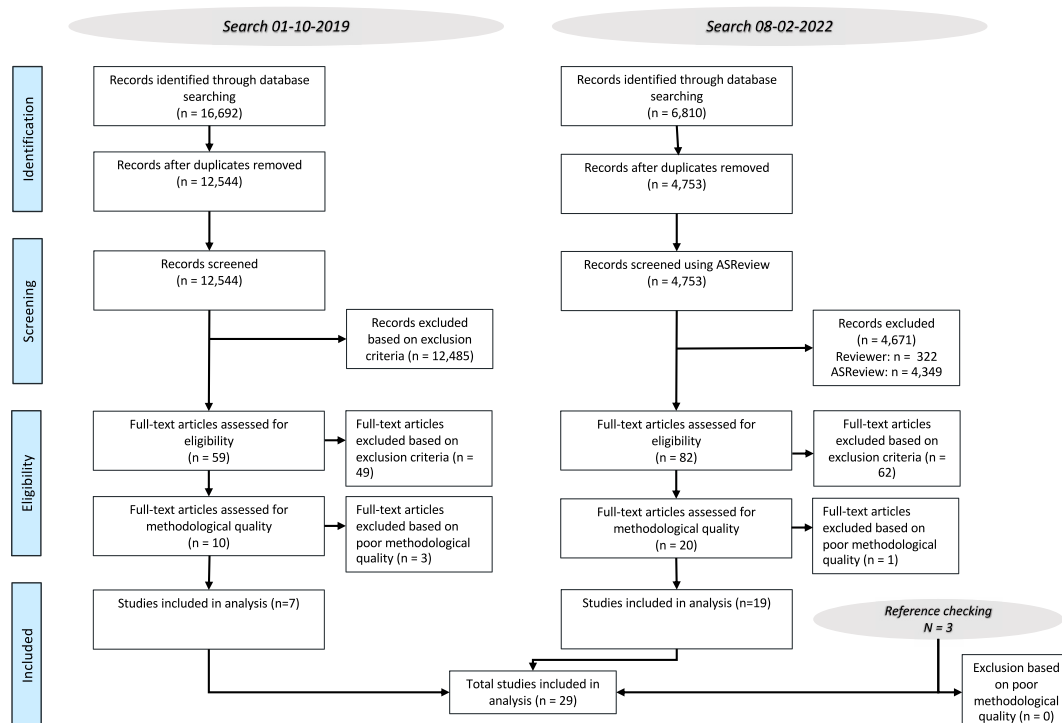 Search 01-10-2019
Search 08-02-2022
Identification
Records identified through database
searching
(n = 16,692)
Records identified through database
searching
(n = 6,810)
Records after duplicates removed
(n = 12,544)
Records after duplicates removed
(n = 4,753)
Screening
Records screened
(n = 12,544)
Records screened using ASReview
(n = 4,753)
Records excluded
based on exclusion
criteria (n = 12,485)
Records excluded
(n = 4,671)
Reviewer: n = 322
ASReview: n = 4,349
Eligibility
Full-text articles assessed for
eligibility
(n = 59)
Full-text articles
excluded based on
exclusion criteria (n =
49)
Full-text articles assessed for
eligibility
(n = 82)
Full-text articles
excluded based on
exclusion criteria (n =
62)
Full-text articles assessed for
methodological quality
(n = 10)
Full-text articles
excluded based on
poor methodological
quality (n = 3)
Full-text articles assessed for
methodological quality
(n = 20)
Full-text articles
excluded based on
poor methodological
quality (n = 1)
Included
Studies included in analysis (n=7)
Studies included in analysis (n=19)
Reference checking
N = 3
Total studies included in
analysis (n = 29)
Exclusion based
on poor
methodological
quality (n = 0)